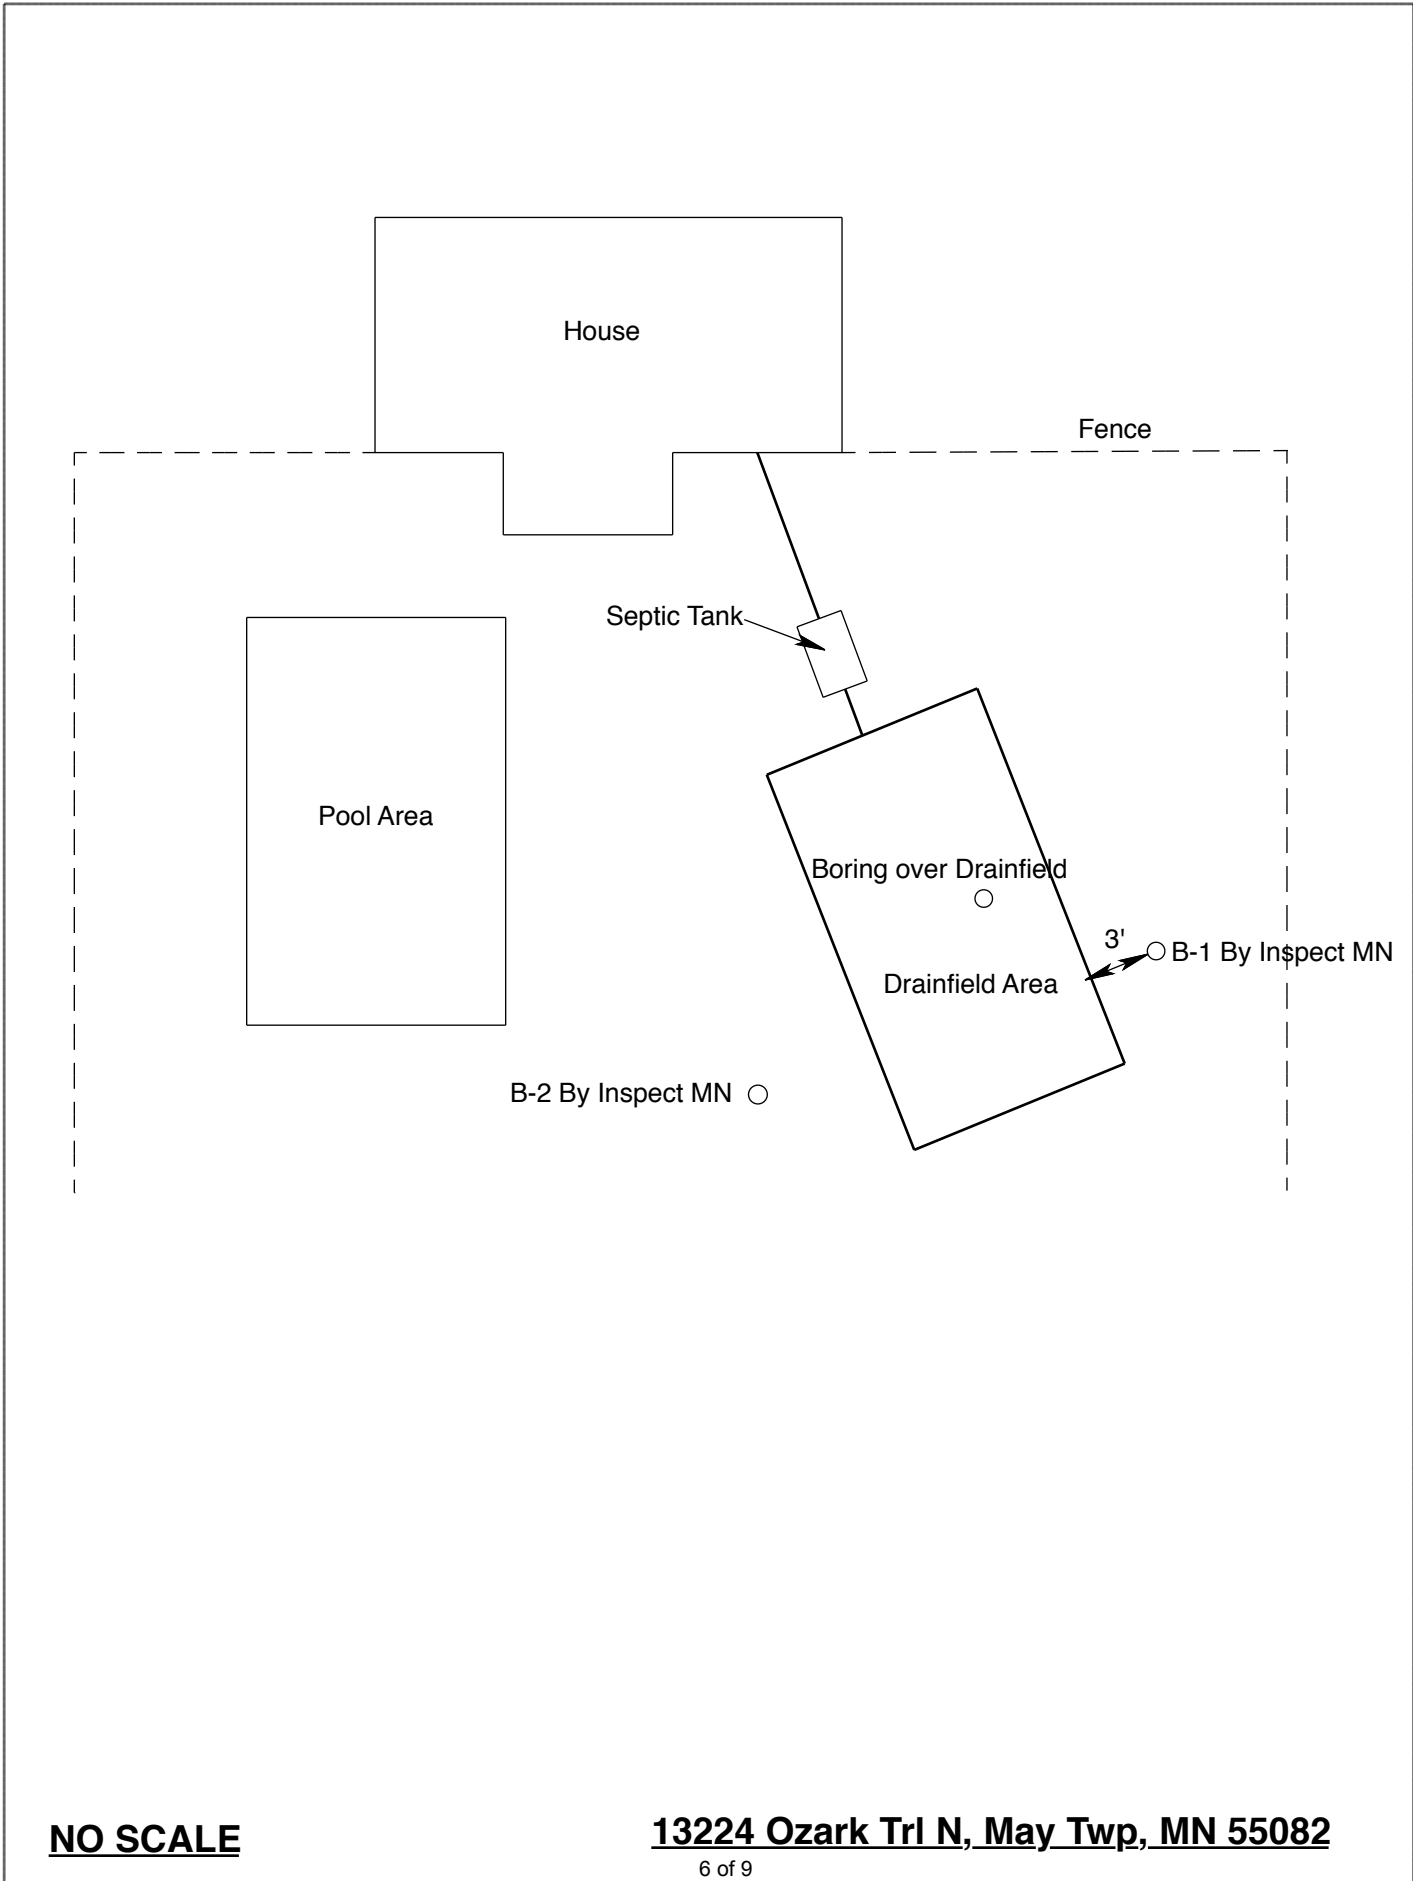 House
Fence
Septic Tank
Pool Area
Boring over Drainfield
3'
B-1 By Inspect MN
Drainfield Area
B-2 By Inspect MN
NO SCALE
13224 Ozark Trl N, May Twp, MN 55082
6 of 9